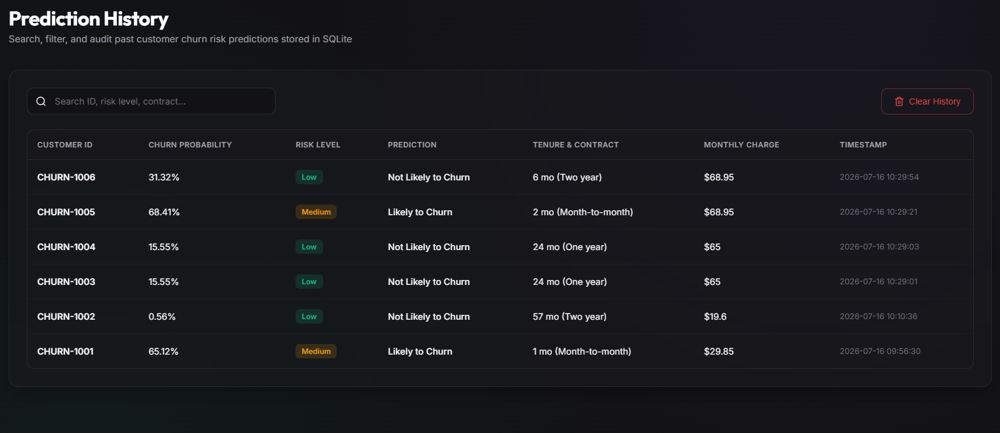 Prediction History
Search, filter, and audit past customer churn risk predictions stored in SQLite
Search ID, risk level, contract...
Clear History
CUSTOMER ID CHURN PROBABILITY RISK LEVEL PREDICTION TENURE & CONTRACT MONTHLY CHARGE TIMESTAMP
CHURN-1006 31.32% Low Not Likely to Churn 6 mo (Two year) $68.95 2026-07-16 10:29:54
CHURN-1005 68.41% Medium Likely to Churn 2 mo (Month-to-month) $68.95 2026-07-16 10:29:21
CHURN-1004 15.55% Low Not Likely to Churn 24 mo (One year) $65 2026-07-16 10:29:03
CHURN-1003 15.55% Low Not Likely to Churn 24 mo (One year) $65 2026-07-16 10:29:01
CHURN-1002 0.56% Low Not Likely to Churn 57 mo (Two year) $19.6 2026-07-16 10:10:36
CHURN-1001 65.12% Medium Likely to Churn 1 mo (Month-to-month) $29.85 2026-07-16 09:56:30